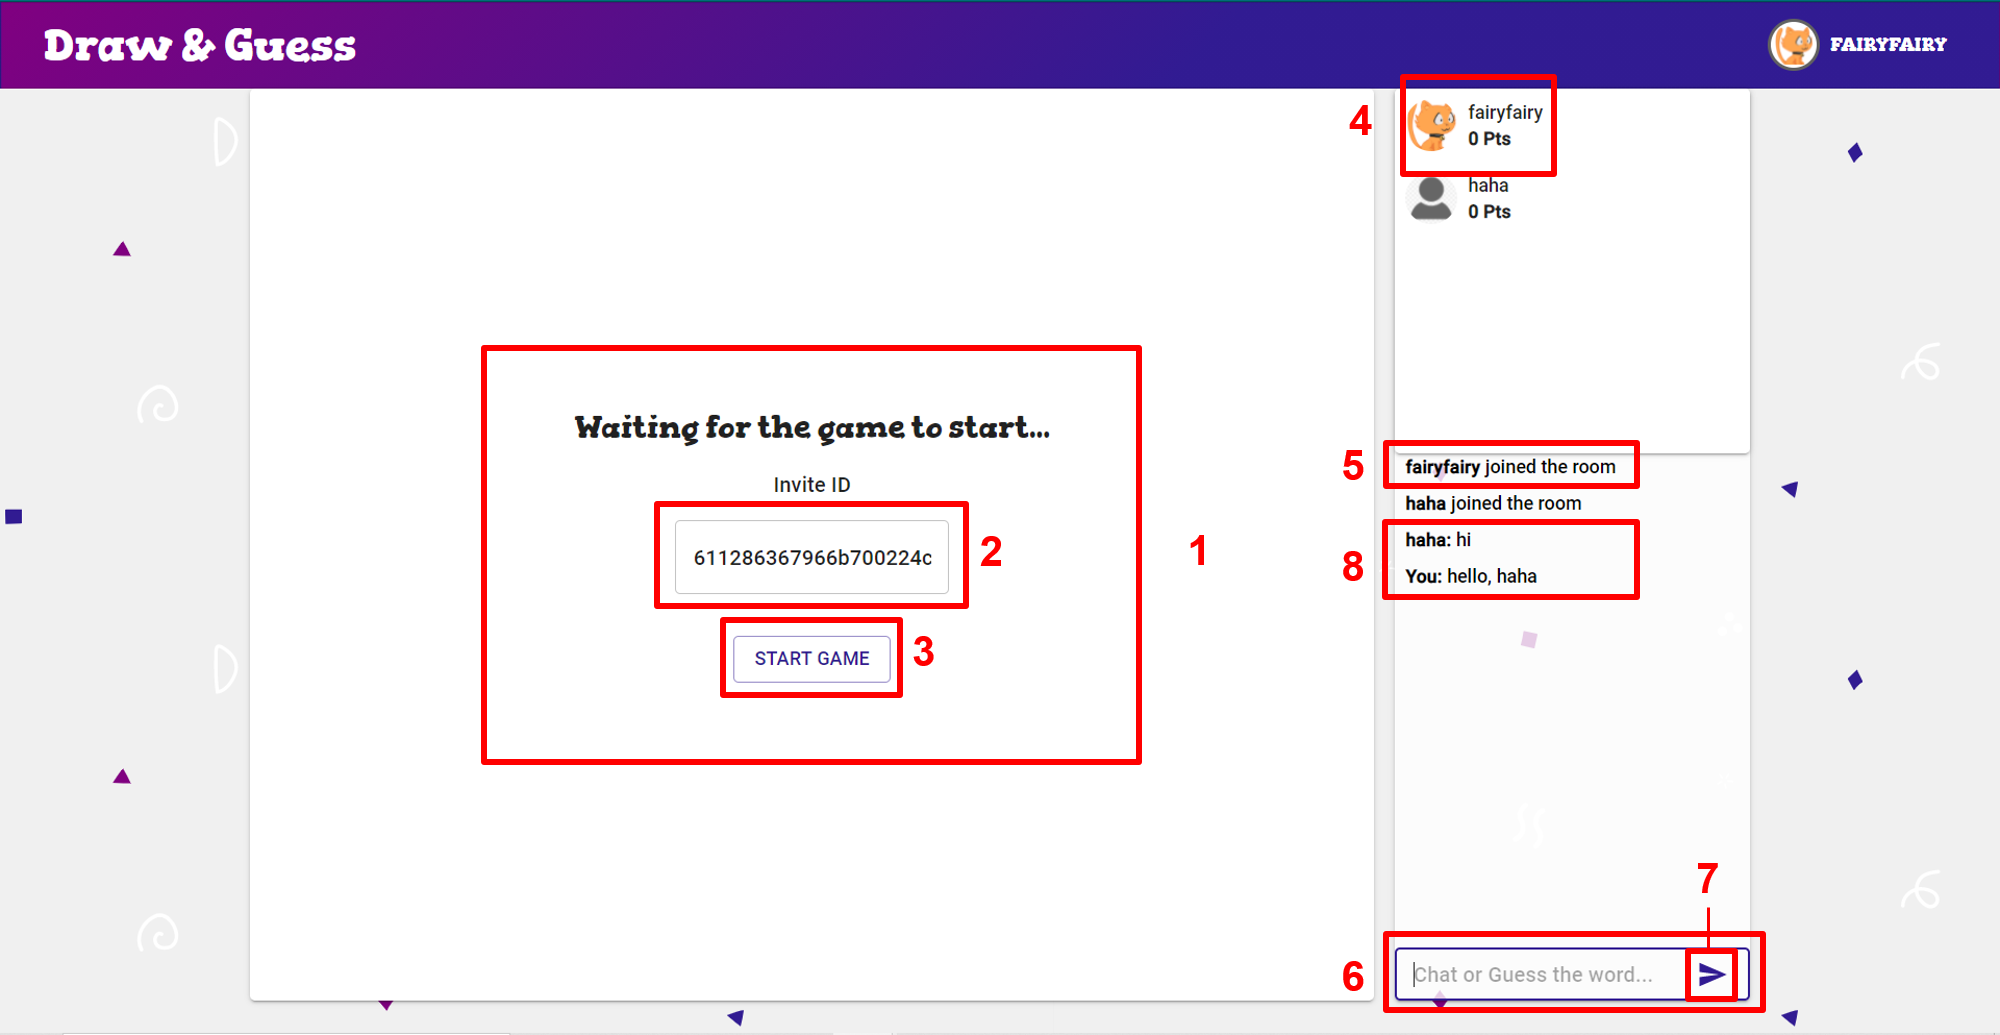 Draw & Guess
FAIRYFAIRY
4
fairyfairy
0 Pts
haha
0 Pts
1
Waiting for the game to start...
Invite ID
2
611286367966b700224c
3
START GAME
5
fairyfairy joined the room
haha joined the room
8
haha: hi
You: hello, haha
7
6
Chat or Guess the word...